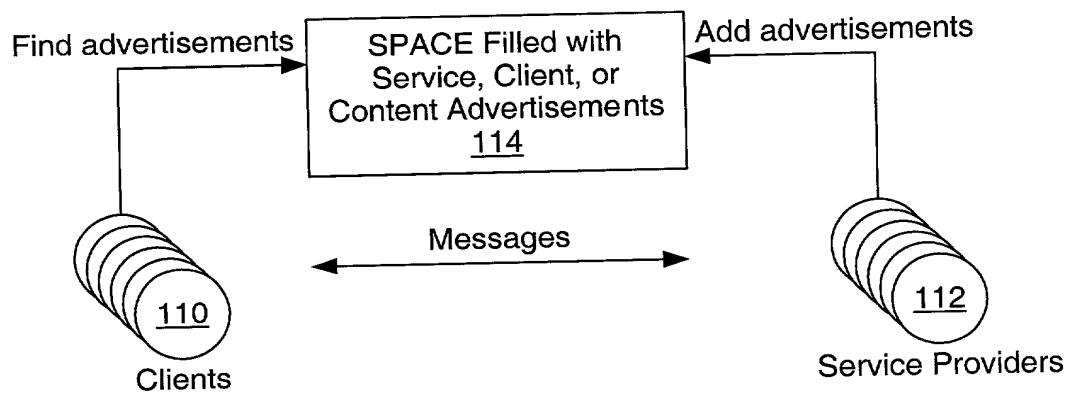 Find advertisements
SPACE Filled with
Service, Client, or
Content Advertisements
114
Add advertisements
Messages
110
Clients
112
Service Providers